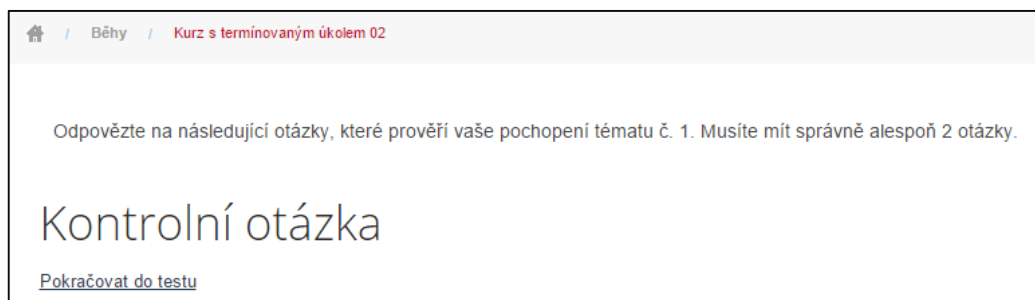 / Běhy / Kurz s termínovaným úkolem 02
Odpovězte na následující otázky, které prověří vaše pochopení tématu č. 1. Musíte mít správně alespoň 2 otázky.
Kontrolní otázka
Pokračovat do testu